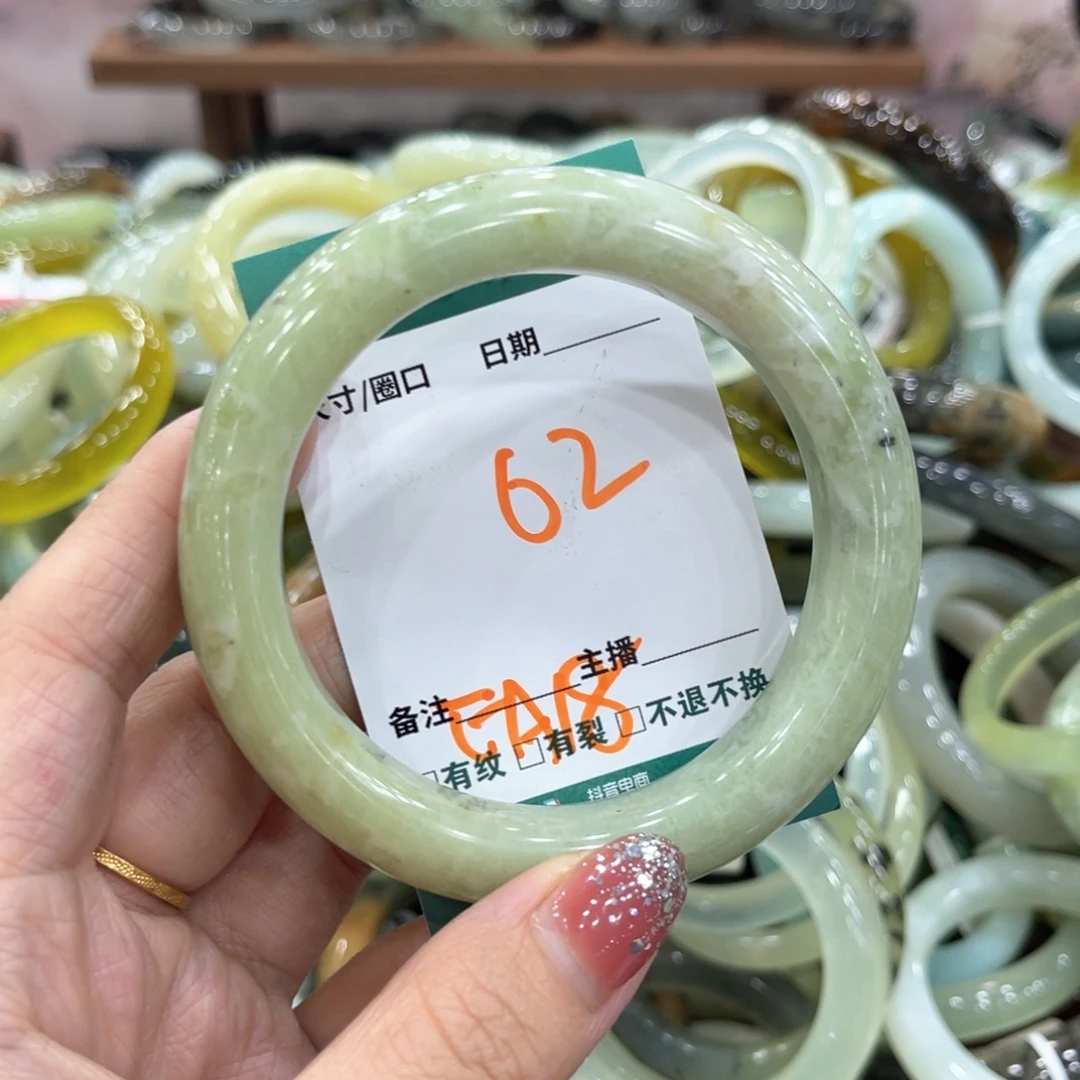 日期
寸/圈口
62
主播
备注
EA18
□有纹 □有裂 □不退不换
抖音电商